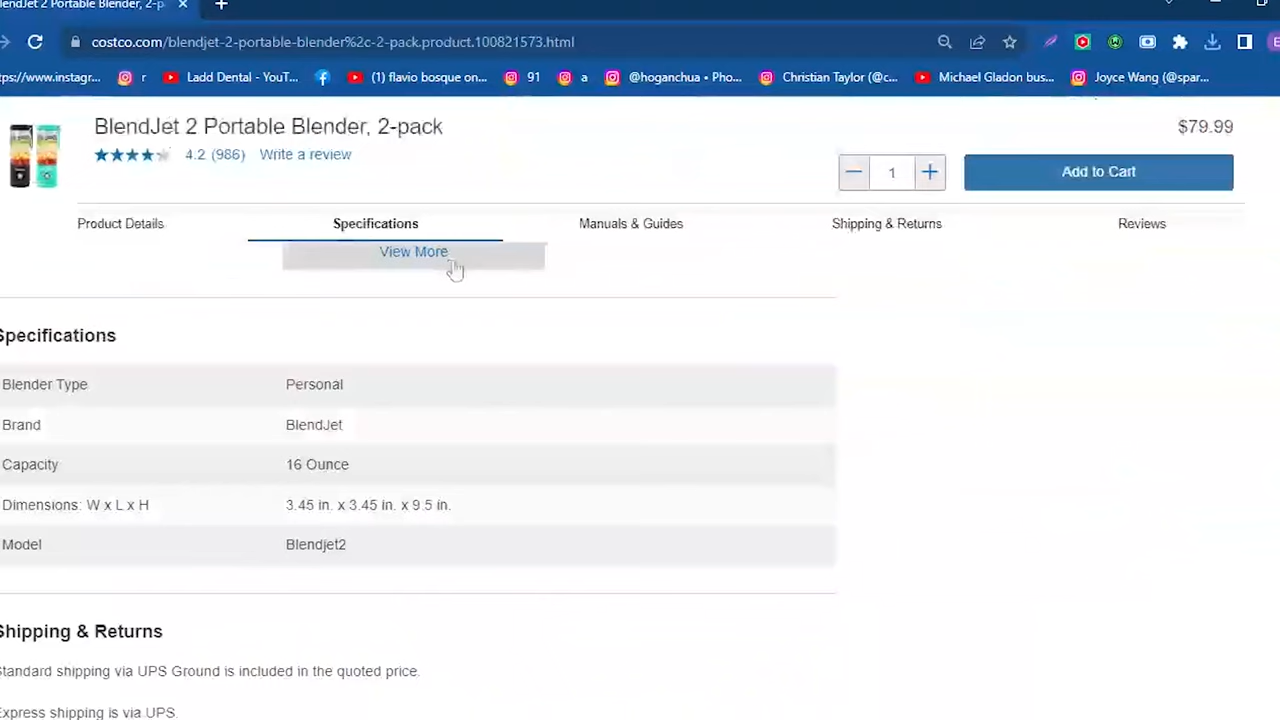 lendJet 2 Portable Blender, 2-p
costco.com/blendjet-2-portable-blender%2c-2-pack.product.100821573.html
ttps://www.instagr... r Ladd Dental - YouT... (1) flavio bosque on... 91 a @hoganchua • Pho... Christian Taylor (@c... Michael Gladon bus... Joyce Wang (@spar...
BlendJet 2 Portable Blender, 2-pack
$79.99
4.2 (986) Write a review
1
Add to Cart
Product Details Specifications Manuals & Guides Shipping & Returns Reviews
View More
Specifications
Blender Type Personal
Brand BlendJet
Capacity 16 Ounce
Dimensions: W x L x H 3.45 in. x 3.45 in. x 9.5 in.
Model Blendjet2
Shipping & Returns
Standard shipping via UPS Ground is included in the quoted price.
Express shipping is via UPS.